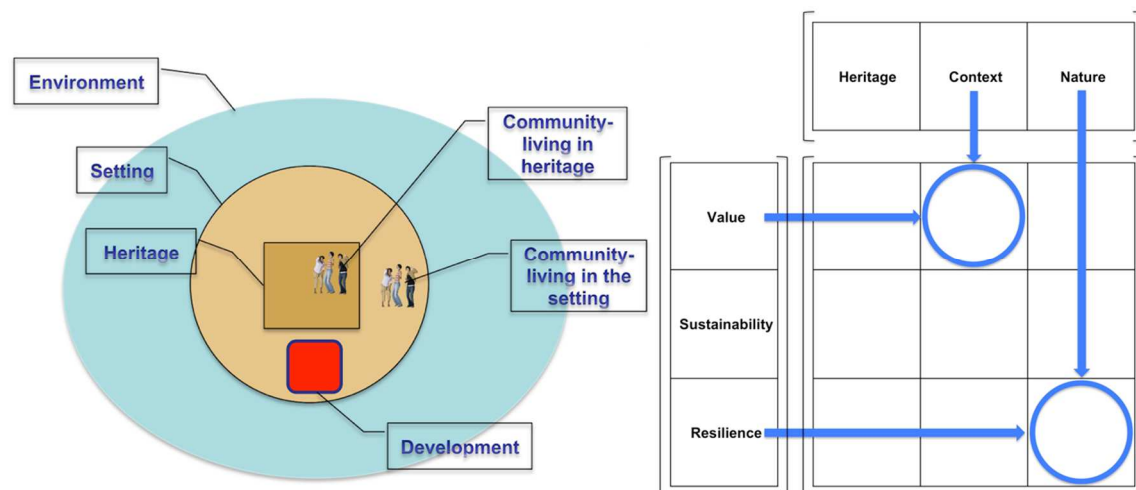 Environment
Setting
Heritage
Community-
living in
heritage
Community-
living in the
setting
Development
Heritage Context Nature
Value
Sustainability
Resilience